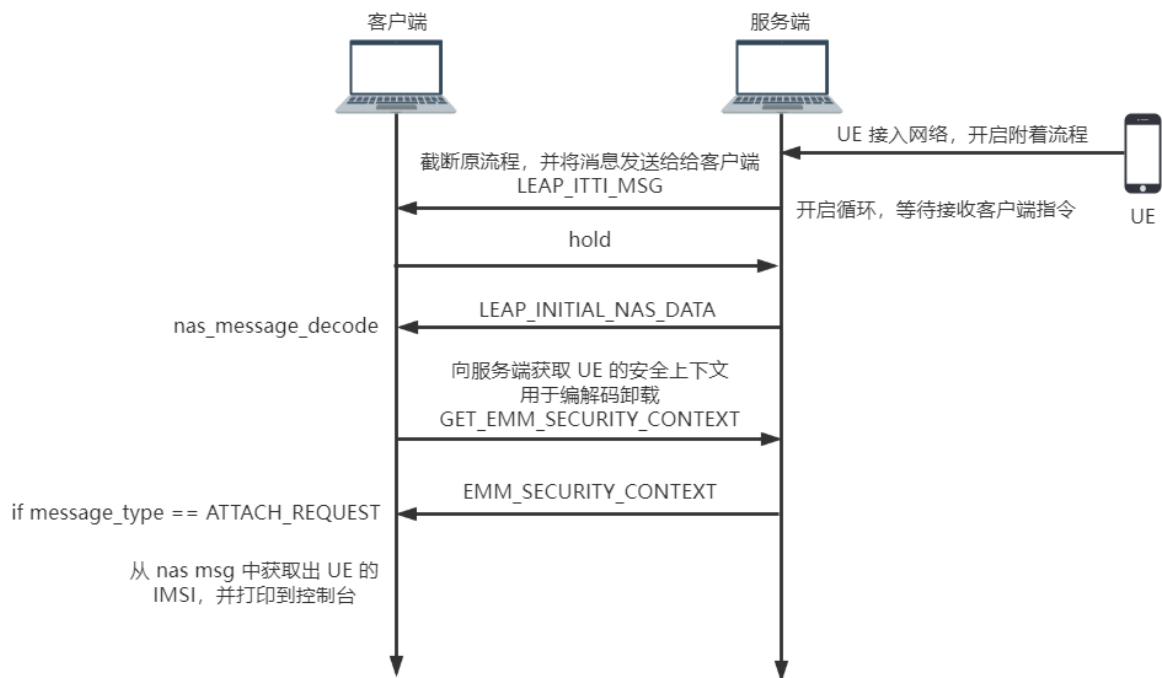 客户端
服务端
UE 接入网络，开启附着流程
UE
截断原流程，并将消息发送给给客户端
LEAP_ITTI_MSG
开启循环，等待接收客户端指令
hold
LEAP_INITIAL_NAS_DATA
nas_message_decode
向服务端获取 UE 的安全上下文
用于编解码卸载
GET_EMM_SECURITY_CONTEXT
EMM_SECURITY_CONTEXT
if message_type == ATTACH_REQUEST
从 nas msg 中获取出 UE 的
IMSI，并打印到控制台